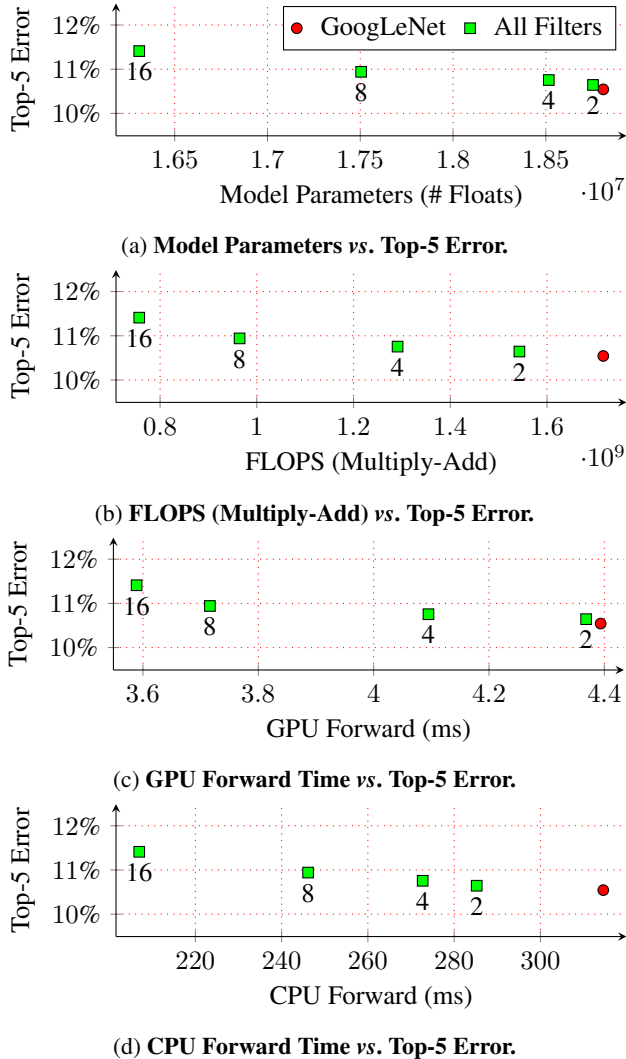 GoogLeNet All Filters
12%
11%
10%
Top-5 Error
16 8 4 2
1.65 1.7 1.75 1.8 1.85
Model Parameters (# Floats) ·10⁷
(a) Model Parameters vs. Top-5 Error.
12%
11%
10%
Top-5 Error
16 8 4 2
0.8 1 1.2 1.4 1.6
FLOPS (Multiply-Add) ·10⁹
(b) FLOPS (Multiply-Add) vs. Top-5 Error.
12%
11%
10%
Top-5 Error
16 8 4 2
3.6 3.8 4 4.2 4.4
GPU Forward (ms)
(c) GPU Forward Time vs. Top-5 Error.
12%
11%
10%
Top-5 Error
16 8 4 2
220 240 260 280 300
CPU Forward (ms)
(d) CPU Forward Time vs. Top-5 Error.